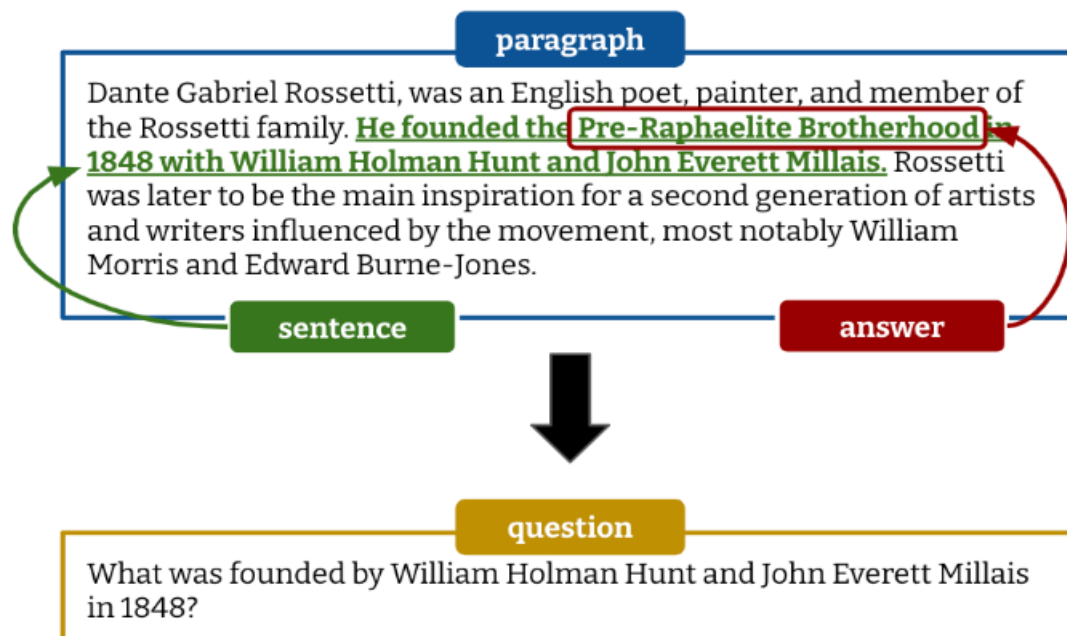 paragraph
Dante Gabriel Rossetti, was an English poet, painter, and member of
the Rossetti family. He founded the Pre-Raphaelite Brotherhood in
1848 with William Holman Hunt and John Everett Millais. Rossetti
was later to be the main inspiration for a second generation of artists
and writers influenced by the movement, most notably William
Morris and Edward Burne-Jones.
sentence
answer
question
What was founded by William Holman Hunt and John Everett Millais
in 1848?